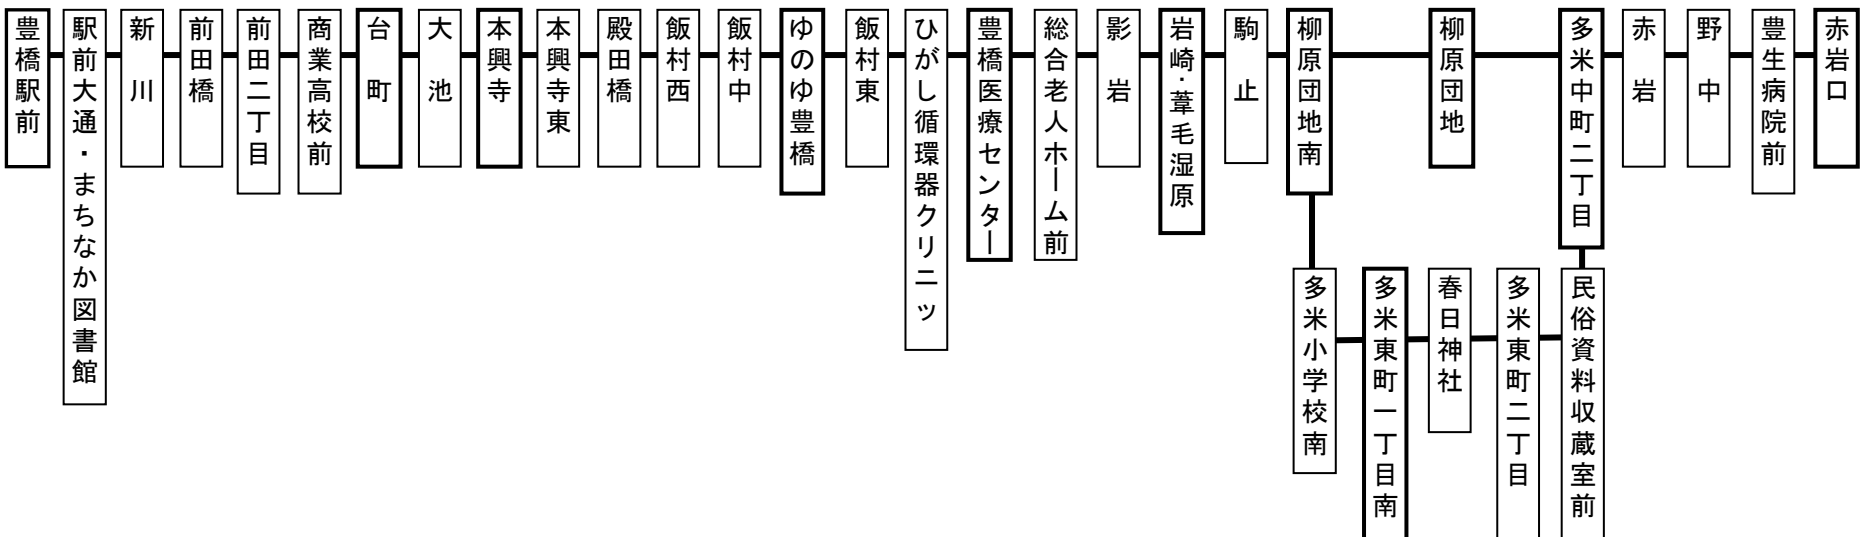 豊橋駅前
駅前大通・まちなか図書館
新川
前田橋
前田二丁目
商業高校前
台町
大池
本興寺
本興寺東
殿田橋
飯村西
飯村中
ゆのゆ豊橋
飯村東
ひがし循環器クリニッ
豊橋医療センター
総合老人ホーム前
影岩
岩崎・葦毛湿原
駒止
柳原団地南
柳原団地
多米中町二丁目
赤岩
野中
豊生病院前
赤岩口
多米小学校南
多米東町一丁目南
春日神社
多米東町二丁目
民俗資料収蔵室前